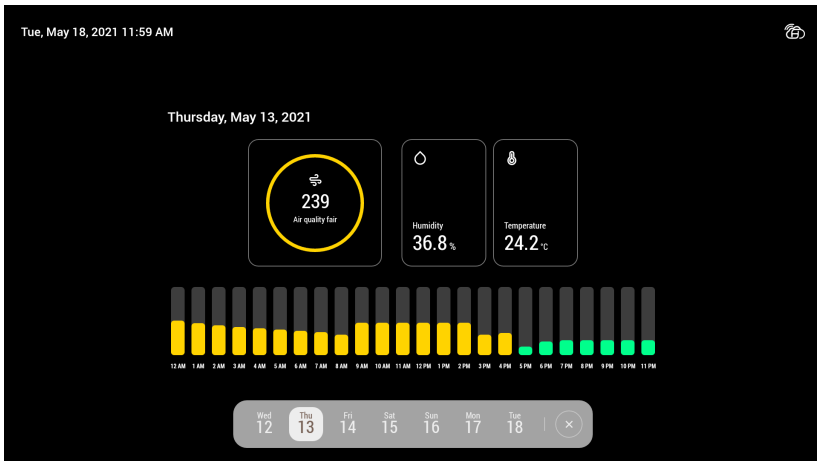 Tue, May 18, 2021 11:59 AM
Thursday, May 13, 2021
239
Air quality fair
Humidity
36.8 %
Temperature
24.2 °C
12 AM 1 AM 2 AM 3 AM 4 AM 5 AM 6 AM 7 AM 8 AM 9 AM 10 AM 11 AM 12 PM 1 PM 2 PM 3 PM 4 PM 5 PM 6 PM 7 PM 8 PM 9 PM 10 PM 11 PM
Wed Thu Fri Sat Sun Mon Tue
12 13 14 15 16 17 18